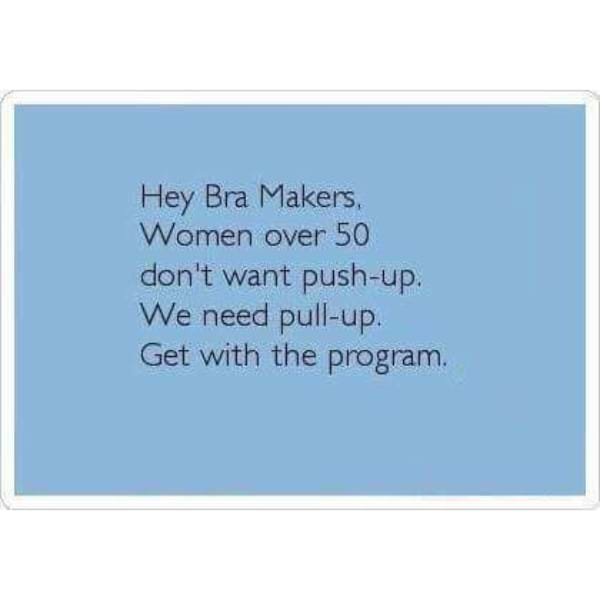 Hey Bra Makers,
Women over 50
don't want push-up.
We need pull-up.
Get with the program.